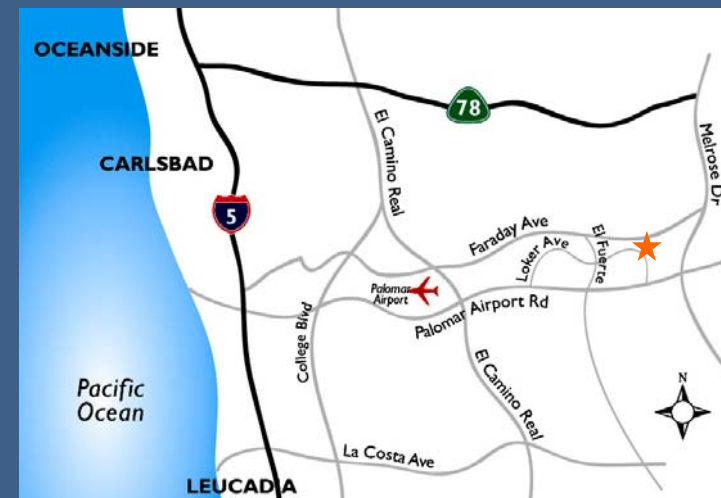 OCEANSIDE
78
El Camino Real
Melrose Dr
CARLSBAD
5
Faraday Ave
El Fuerte
Loker Ave
Palomar
Airport
Palomar Airport Rd
College Blvd
El Camino Real
Pacific
Ocean
N
La Costa Ave
LEUCADIA